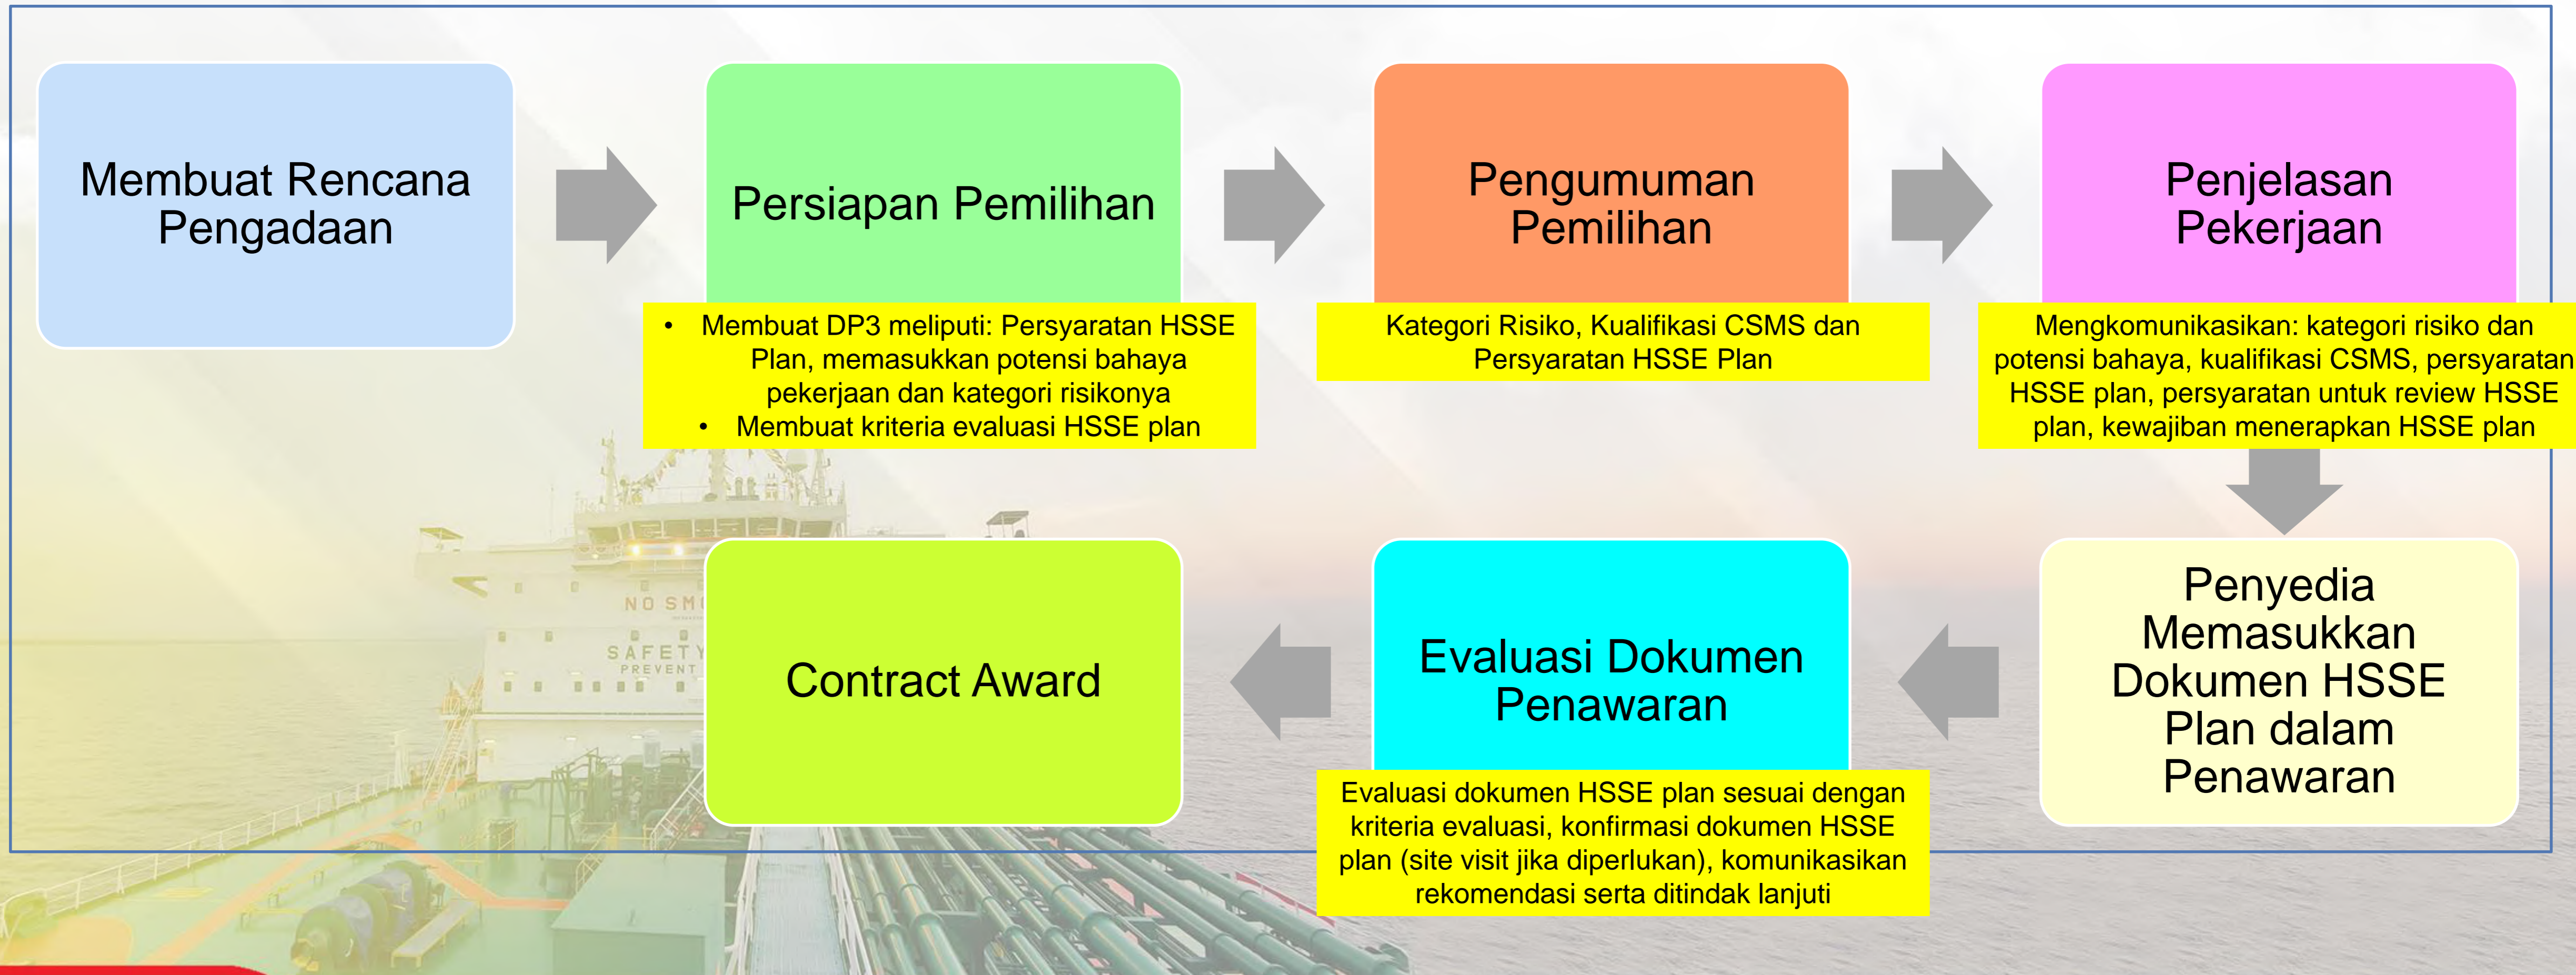 Membuat Rencana
Pengadaan
Persiapan Pemilihan
Pengumuman
Pemilihan
Penjelasan
Pekerjaan
• Membuat DP3 meliputi: Persyaratan HSSE
Plan, memasukkan potensi bahaya
pekerjaan dan kategori risikonya
• Membuat kriteria evaluasi HSSE plan
Kategori Risiko, Kualifikasi CSMS dan
Persyaratan HSSE Plan
Mengkomunikasikan: kategori risiko dan
potensi bahaya, kualifikasi CSMS, persyaratan
HSSE plan, persyaratan untuk review HSSE
plan, kewajiban menerapkan HSSE plan
Penyedia
Memasukkan
Dokumen HSSE
Plan dalam
Penawaran
Evaluasi Dokumen
Penawaran
Evaluasi dokumen HSSE plan sesuai dengan
kriteria evaluasi, konfirmasi dokumen HSSE
plan (site visit jika diperlukan), komunikasikan
rekomendasi serta ditindak lanjuti
Contract Award
NO SM
SAFETY
PREVENT